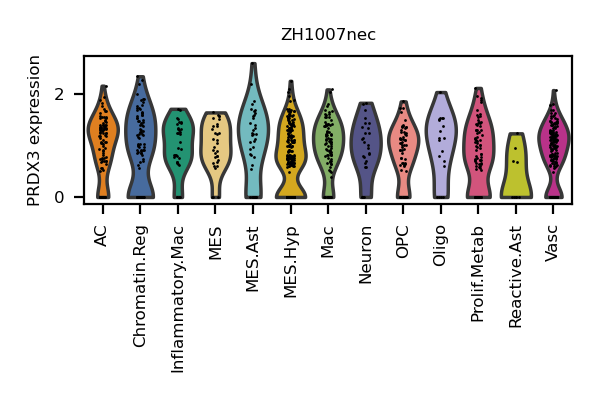 ZH1007nec
PRDX3 expression
2
0
AC
Chromatin.Reg
Inflammatory.Mac
MES
MES.Ast
MES.Hyp
Mac
Neuron
OPC
Oligo
Prolif.Metab
Reactive.Ast
Vasc